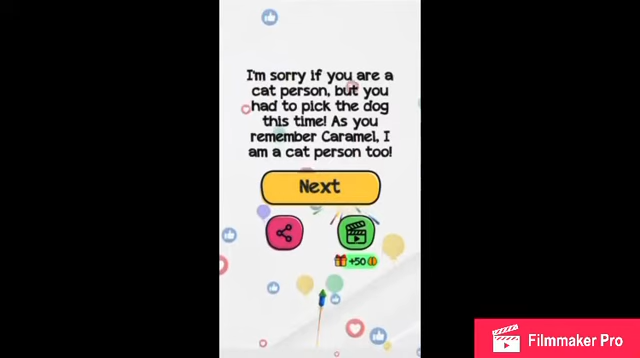 I'm sorry if you are a
cat person, but you
had to pick the dog
this time! As you
remember Caramel, I
am a cat person too!
Next
+50
Filmmaker Pro